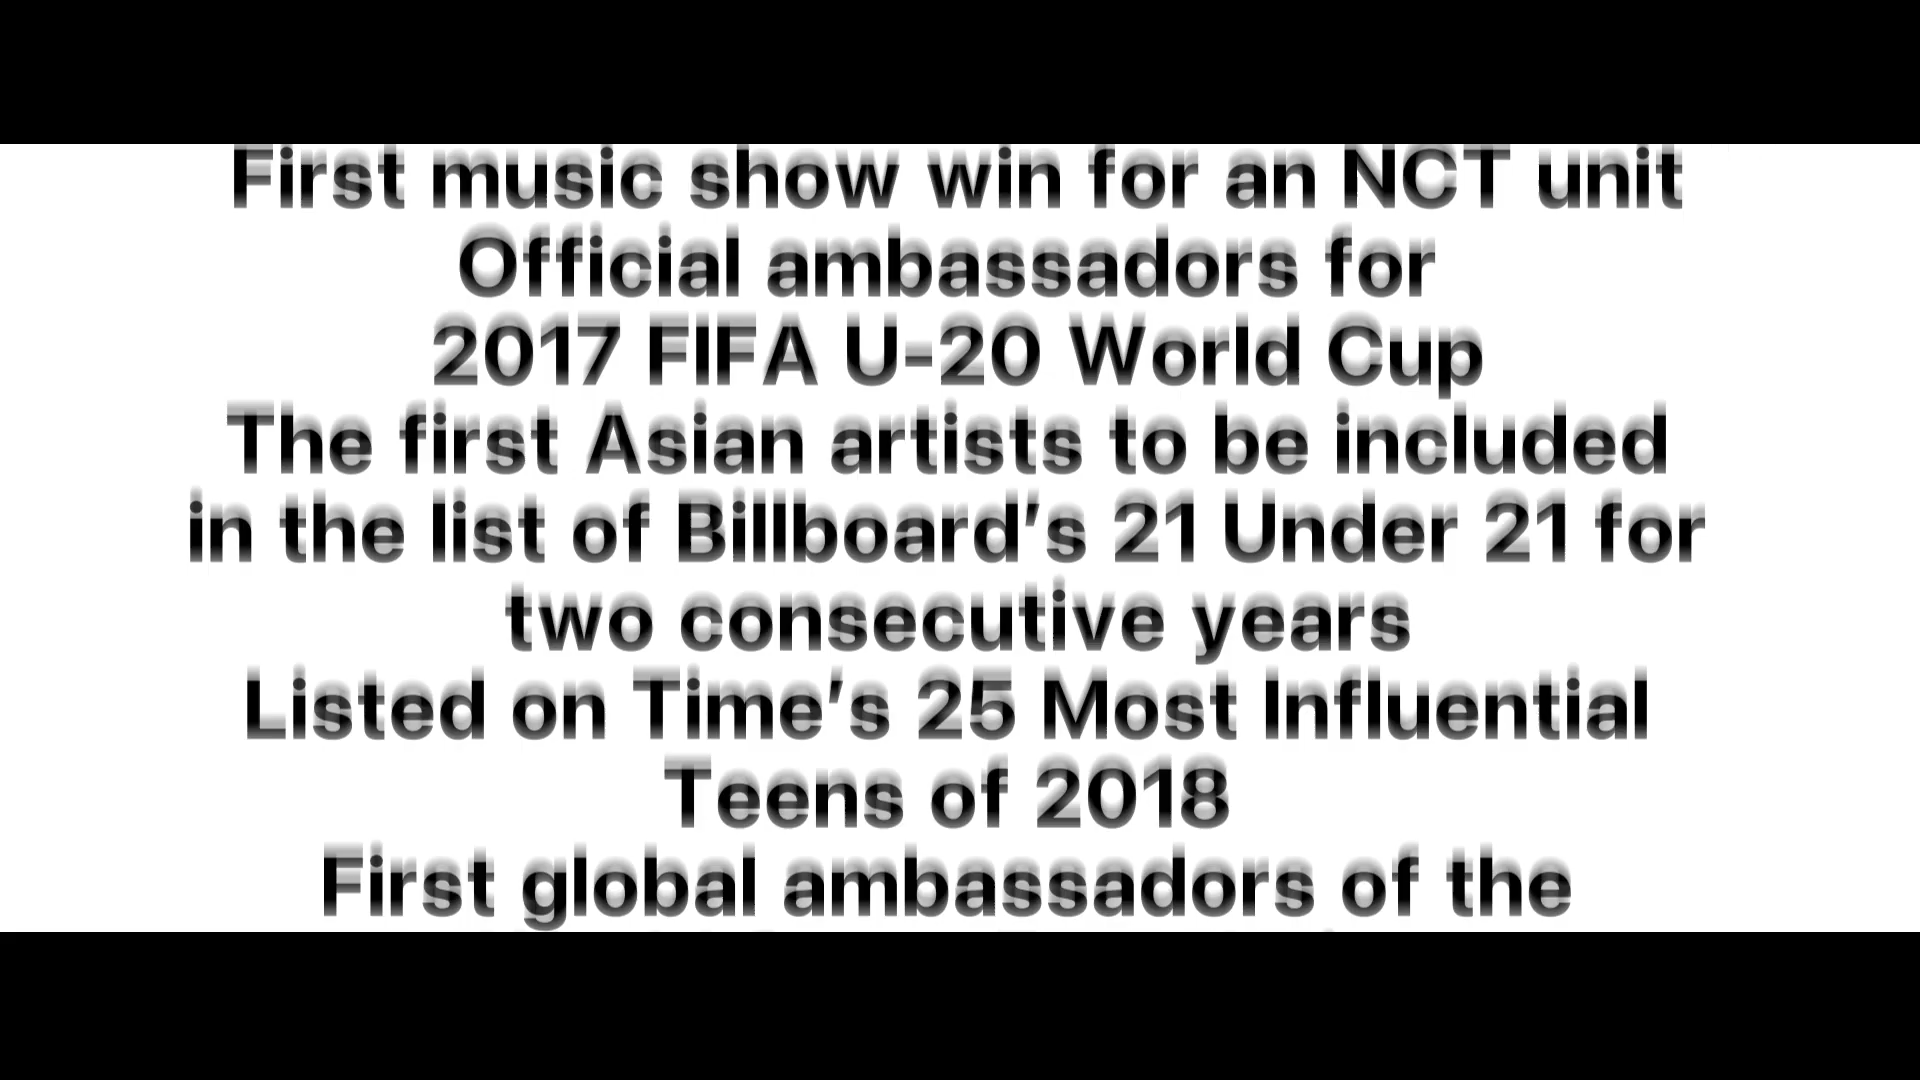 First music show win for an NCT unit
Official ambassadors for
2017 FIFA U-20 World Cup
The first Asian artists to be included
in the list of Billboard’s 21 Under 21 for
two consecutive years
Listed on Time’s 25 Most Influential
Teens of 2018
First global ambassadors of the